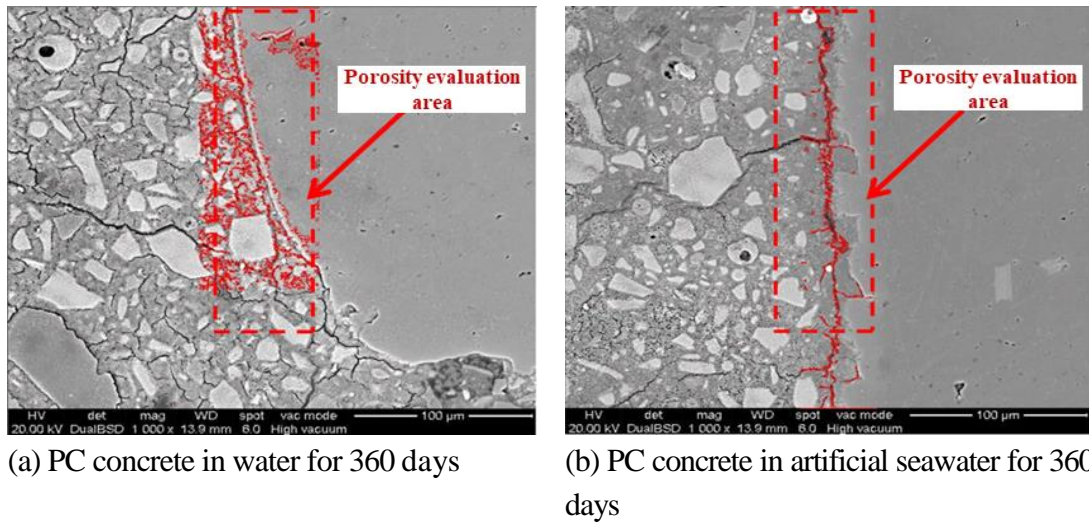 Porosity evaluation
area
HV det mag WD spot vac mode 100 µm
20.00 kV DualBSD 1 000 x 13.9 mm 6.0 High vacuum
(a) PC concrete in water for 360 days
Porosity evaluation
area
HV det mag WD spot vac mode 100 µm
20.00 kV DualBSD 1 000 x 13.9 mm 6.0 High vacuum
(b) PC concrete in artificial seawater for 360
days